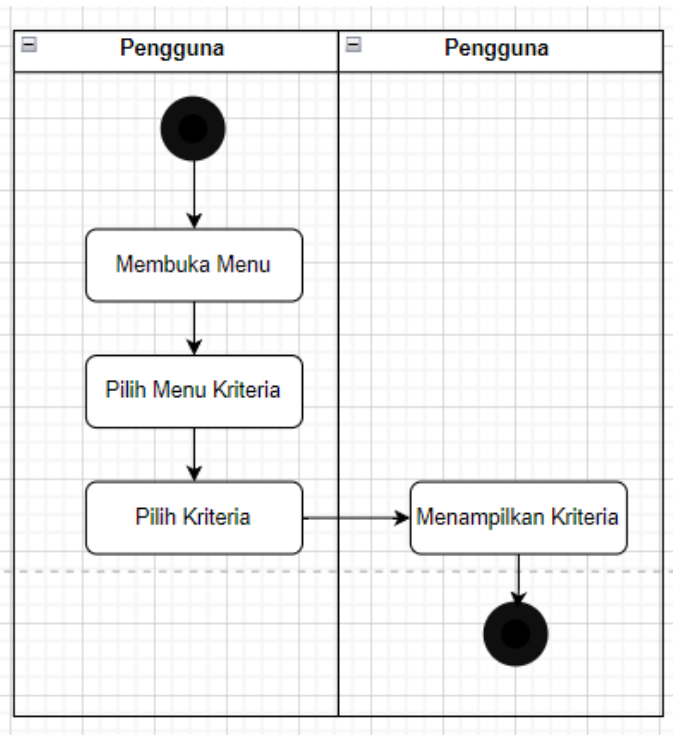 Pengguna
Pengguna
Membuka Menu
Pilih Menu Kriteria
Pilih Kriteria
Menampilkan Kriteria